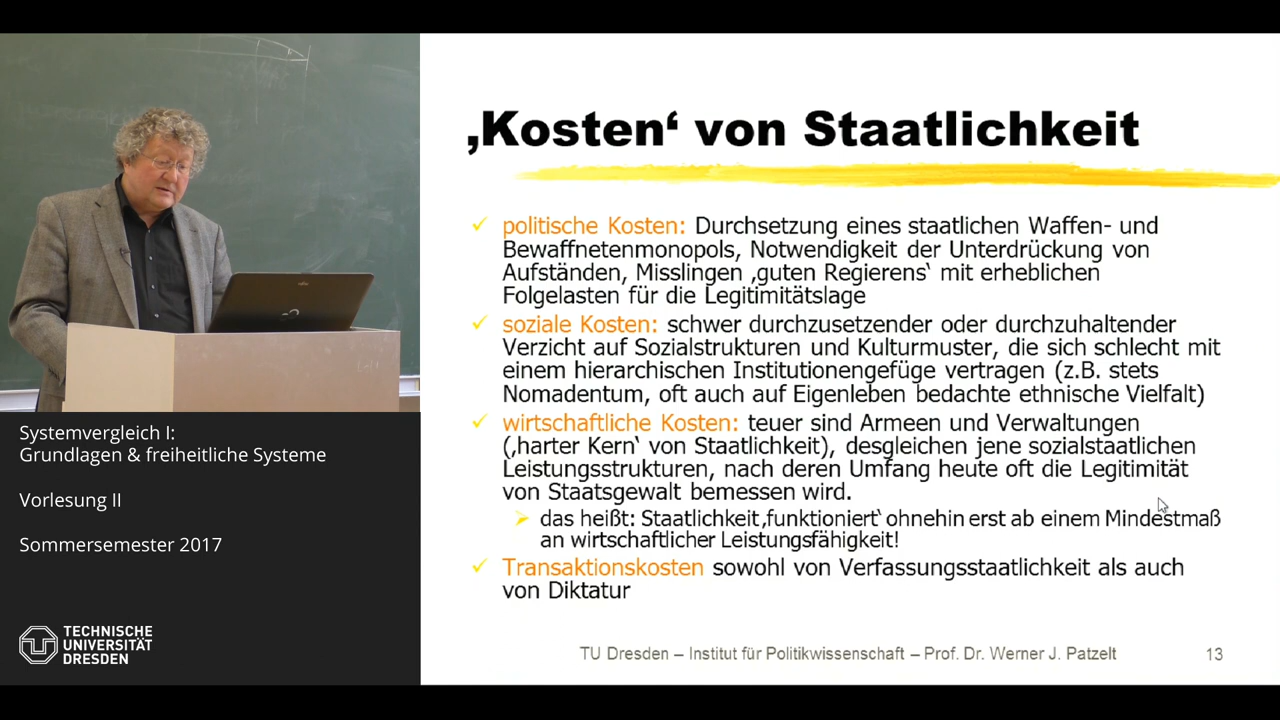 ‚Kosten‘ von Staatlichkeit
politische Kosten: Durchsetzung eines staatlichen Waffen- und
Bewaffnetenmonopols, Notwendigkeit der Unterdrückung von
Aufständen, Misslingen ‚guten Regierens‘ mit erheblichen
Folgelasten für die Legitimitätslage
soziale Kosten: schwer durchzusetzender oder durchzuhaltender
Verzicht auf Sozialstrukturen und Kulturmuster, die sich schlecht mit
einem hierarchischen Institutionengefüge vertragen (z.B. stets
Nomadentum, oft auch auf Eigenleben bedachte ethnische Vielfalt)
wirtschaftliche Kosten: teuer sind Armeen und Verwaltungen
(‚harter Kern‘ von Staatlichkeit), desgleichen jene sozialstaatlichen
Leistungsstrukturen, nach deren Umfang heute oft die Legitimität
von Staatsgewalt bemessen wird.
das heißt: Staatlichkeit ‚funktioniert‘ ohnehin erst ab einem Mindestmaß
an wirtschaftlicher Leistungsfähigkeit!
Transaktionskosten sowohl von Verfassungsstaatlichkeit als auch
von Diktatur
TU Dresden – Institut für Politikwissenschaft – Prof. Dr. Werner J. Patzelt 13
Systemvergleich I:
Grundlagen & freiheitliche Systeme
Vorlesung II
Sommersemester 2017
TECHNISCHE
UNIVERSITÄT
DRESDEN